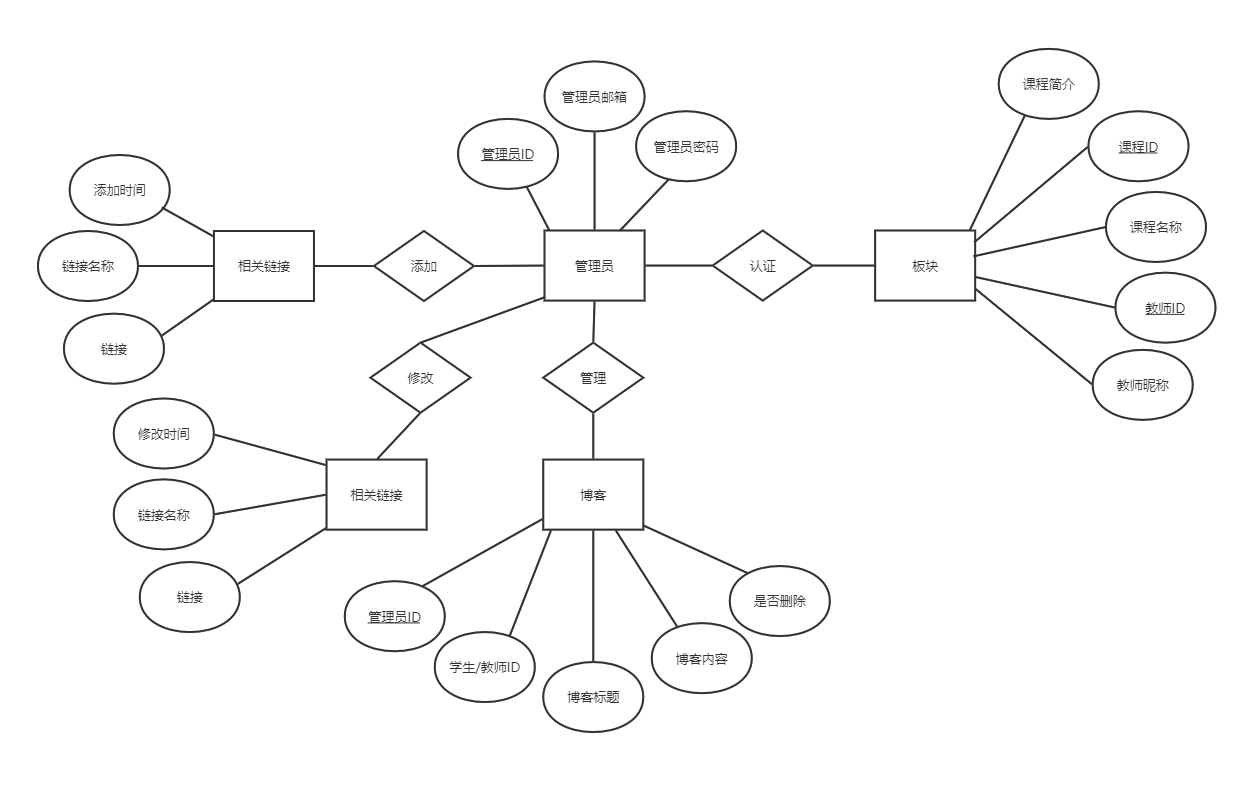 课程简介
管理员邮箱
管理员ID
管理员密码
课程ID
添加时间
课程名称
链接名称
相关链接
添加
管理员
认证
板块
教师ID
链接
修改
管理
教师昵称
修改时间
相关链接
博客
链接名称
链接
是否删除
管理员ID
博客内容
学生/教师ID
博客标题